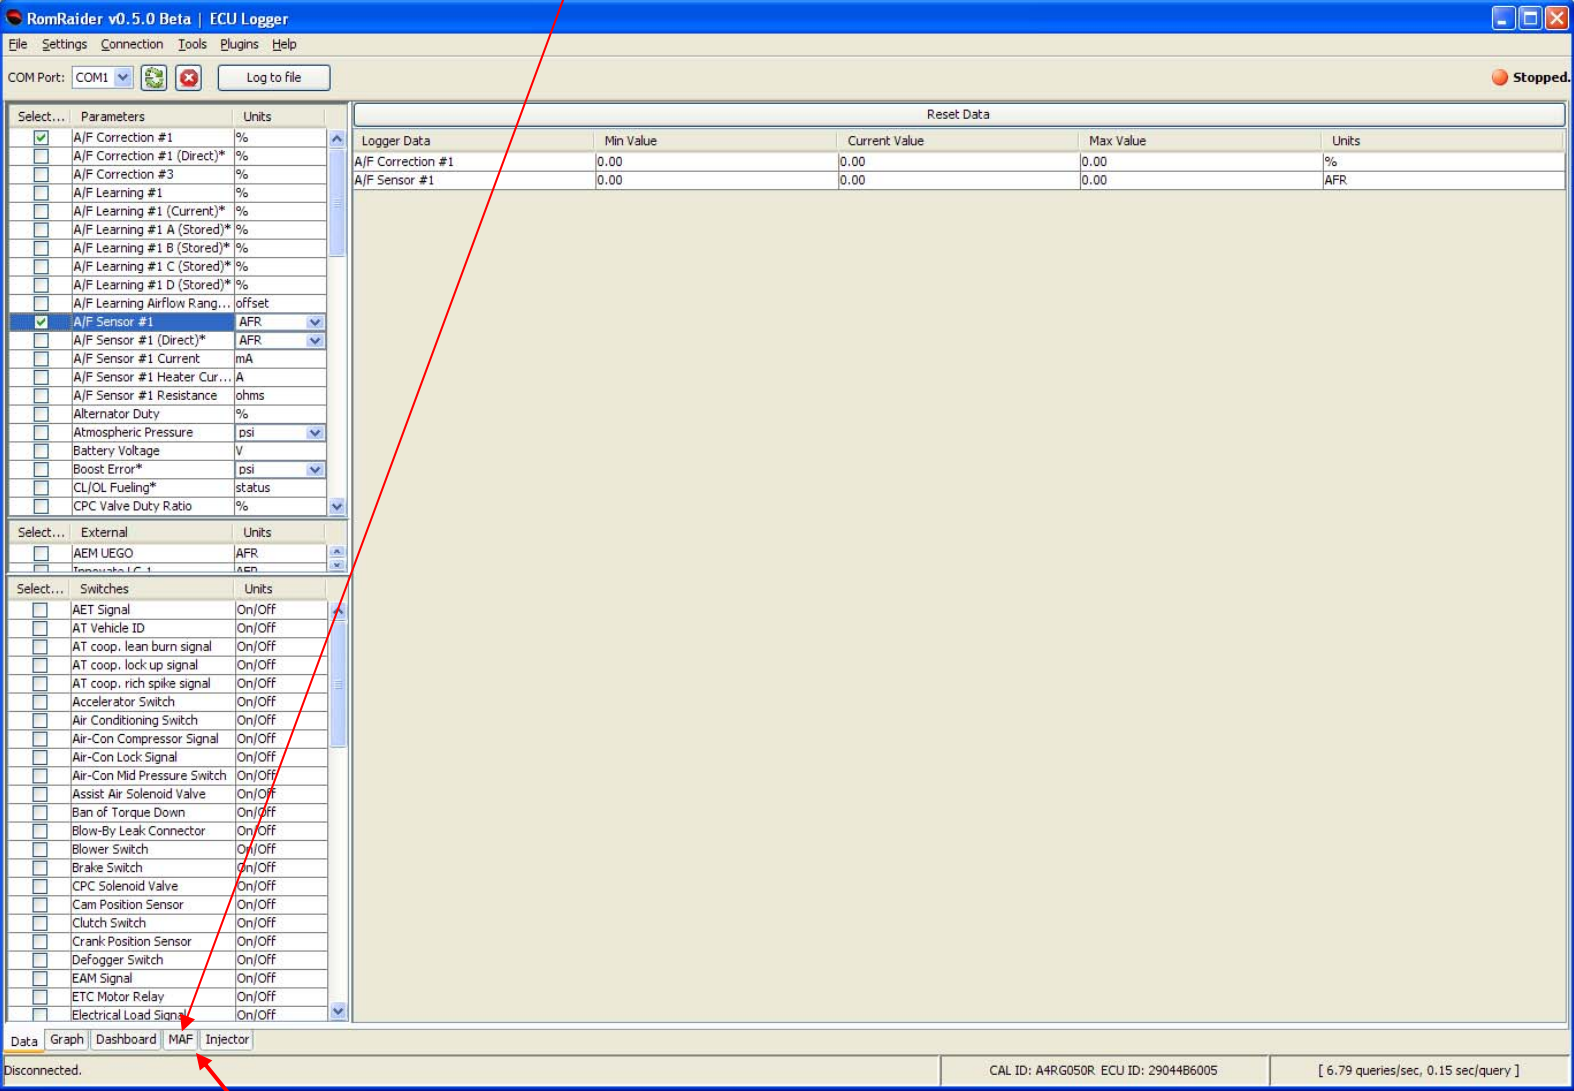 RomRaider v0.5.0 Beta | ECU Logger
File Settings Connection Tools Plugins Help
COM Port: COM1 Log to file Stopped.
Select... Parameters Units
A/F Correction #1 %
A/F Correction #1 (Direct)* %
A/F Correction #3 %
A/F Learning #1 %
A/F Learning #1 (Current)* %
A/F Learning #1 A (Stored)* %
A/F Learning #1 B (Stored)* %
A/F Learning #1 C (Stored)* %
A/F Learning #1 D (Stored)* %
A/F Learning Airflow Rang... offset
A/F Sensor #1 AFR
A/F Sensor #1 (Direct)* AFR
A/F Sensor #1 Current mA
A/F Sensor #1 Heater Cur... A
A/F Sensor #1 Resistance ohms
Alternator Duty %
Atmospheric Pressure psi
Battery Voltage V
Boost Error* psi
CL/OL Fueling* status
CPC Valve Duty Ratio %
Select... External Units
AEM UEGO AFR
Innovate LC-1 AFR
Select... Switches Units
AET Signal On/Off
AT Vehicle ID On/Off
AT coop. lean burn signal On/Off
AT coop. lock up signal On/Off
AT coop. rich spike signal On/Off
Accelerator Switch On/Off
Air Conditioning Switch On/Off
Air-Con Compressor Signal On/Off
Air-Con Lock Signal On/Off
Air-Con Mid Pressure Switch On/Off
Assist Air Solenoid Valve On/Off
Ban of Torque Down On/Off
Blow-By Leak Connector On/Off
Blower Switch On/Off
Brake Switch On/Off
CPC Solenoid Valve On/Off
Cam Position Sensor On/Off
Clutch Switch On/Off
Crank Position Sensor On/Off
Defogger Switch On/Off
EAM Signal On/Off
ETC Motor Relay On/Off
Electrical Load Signal On/Off
Reset Data
Logger Data Min Value Current Value Max Value Units
A/F Correction #1 0.00 0.00 0.00 %
A/F Sensor #1 0.00 0.00 0.00 AFR
Data Graph Dashboard MAF Injector
Disconnected. CAL ID: A4RG050R ECU ID: 29044B6005 [ 6.79 queries/sec, 0.15 sec/query ]